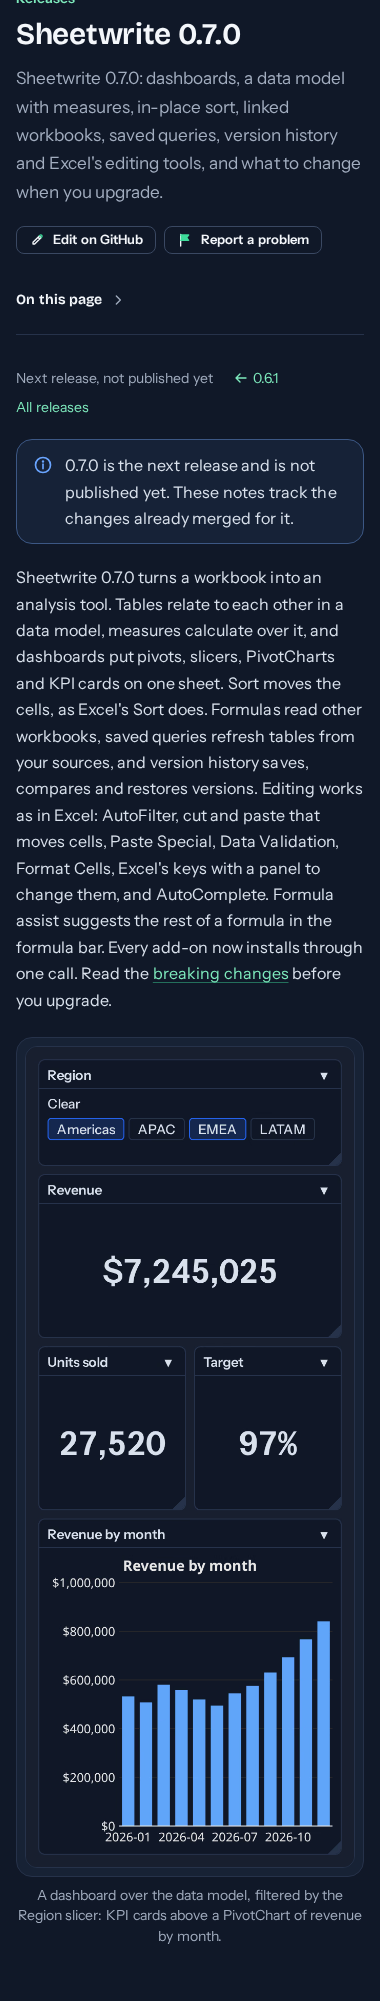 Releases
Sheetwrite 0.7.0
Sheetwrite 0.7.0: dashboards, a data model
with measures, in-place sort, linked
workbooks, saved queries, version history
and Excel's editing tools, and what to change
when you upgrade.
Edit on GitHub
Report a problem
On this page
Next release, not published yet
← 0.6.1
All releases
0.7.0 is the next release and is not
published yet. These notes track the
changes already merged for it.
Sheetwrite 0.7.0 turns a workbook into an
analysis tool. Tables relate to each other in a
data model, measures calculate over it, and
dashboards put pivots, slicers, PivotCharts
and KPI cards on one sheet. Sort moves the
cells, as Excel's Sort does. Formulas read other
workbooks, saved queries refresh tables from
your sources, and version history saves,
compares and restores versions. Editing works
as in Excel: AutoFilter, cut and paste that
moves cells, Paste Special, Data Validation,
Format Cells, Excel's keys with a panel to
change them, and AutoComplete. Formula
assist suggests the rest of a formula in the
formula bar. Every add-on now installs through
one call. Read the breaking changes before
you upgrade.
Region
Clear
Americas
APAC
EMEA
LATAM
Revenue
$7,245,025
Units sold
Target
27,520
97%
Revenue by month
Revenue by month
$1,000,000
$800,000
$600,000
$400,000
$200,000
$0
2026-01
2026-04
2026-07
2026-10
A dashboard over the data model, filtered by the
Region slicer: KPI cards above a PivotChart of revenue
by month.